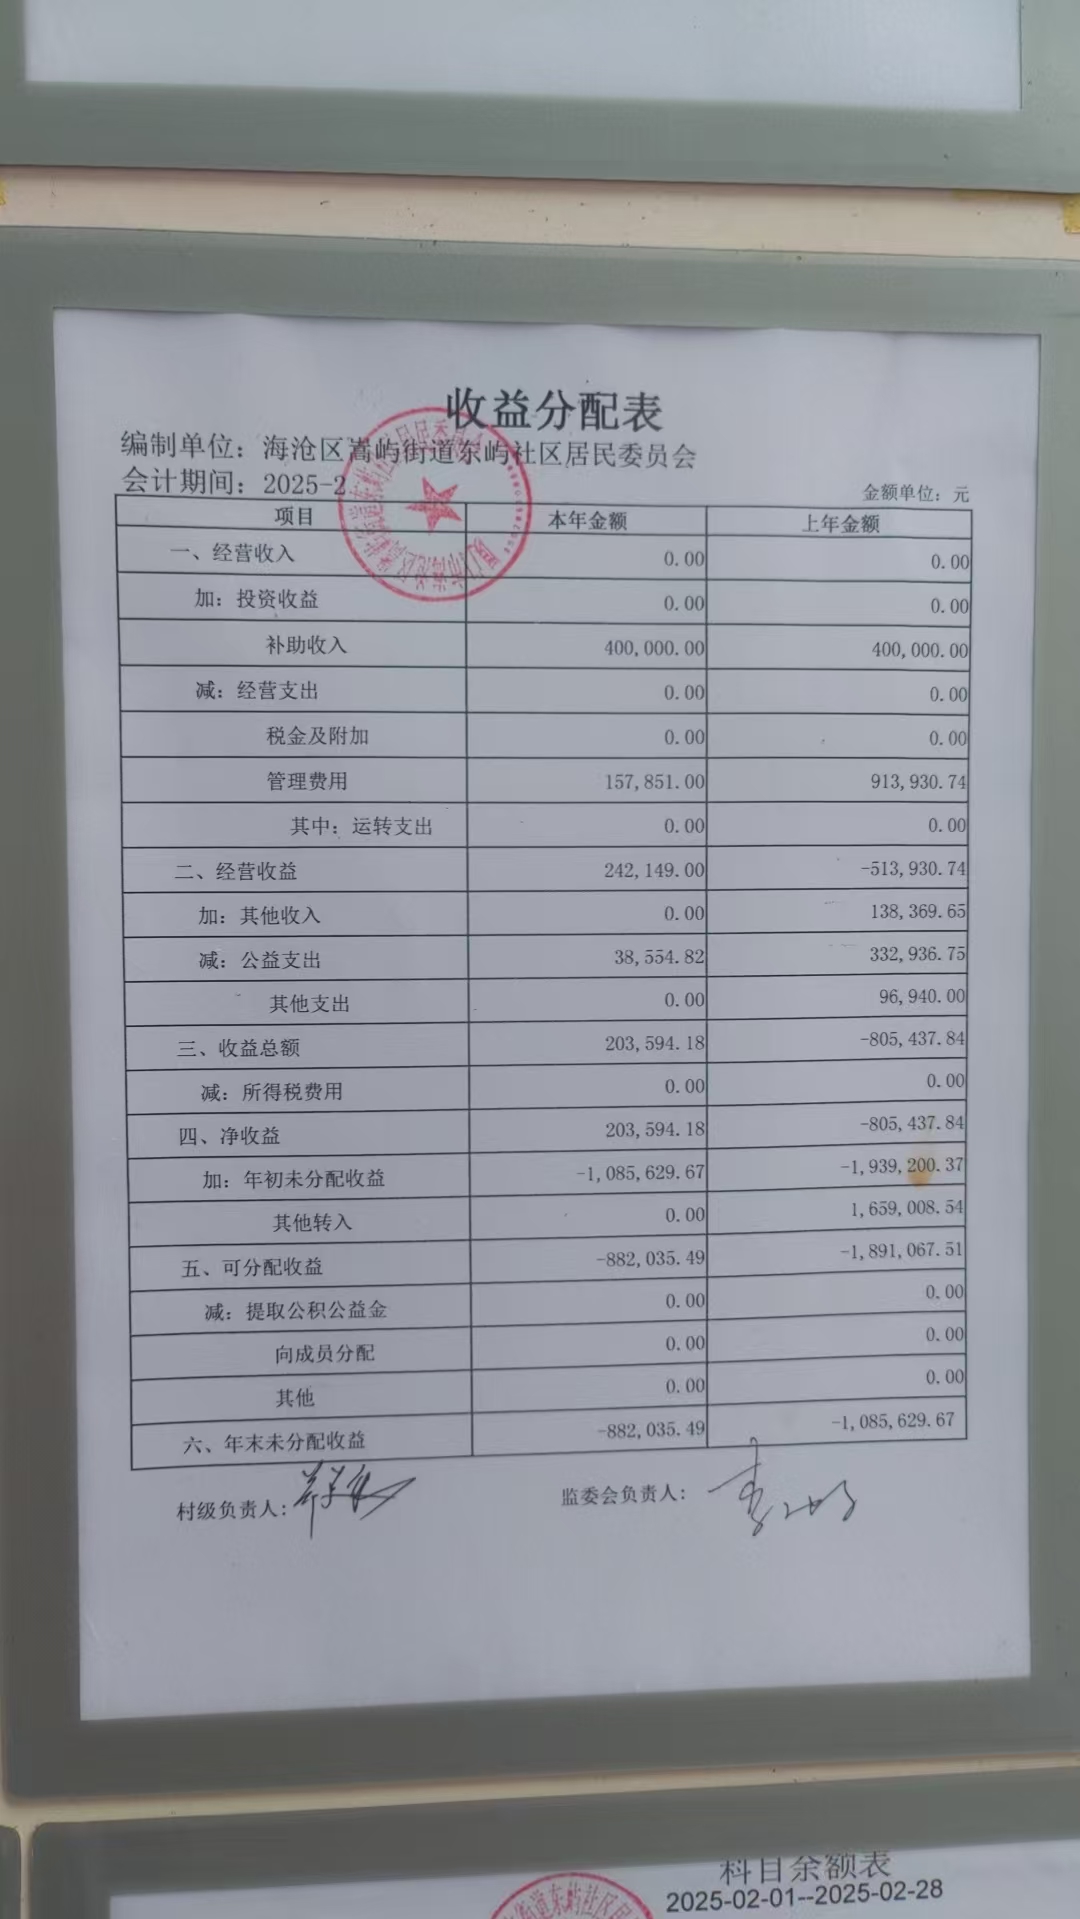 收益分配表
编制单位：海沧区嵩屿街道东屿社区居民委员会
会计期间：2025-2
金额单位：元
项目 本年金额 上年金额
一、经营收入 0.00 0.00
加：投资收益 0.00 0.00
补助收入 400,000.00 400,000.00
减：经营支出 0.00 0.00
税金及附加 0.00 0.00
管理费用 157,851.00 913,930.74
其中：运转支出 0.00 0.00
二、经营收益 242,149.00 -513,930.74
加：其他收入 0.00 138,369.65
减：公益支出 38,554.82 332,936.75
其他支出 0.00 96,940.00
三、收益总额 203,594.18 -805,437.84
减：所得税费用 0.00 0.00
四、净收益 203,594.18 -805,437.84
加：年初未分配收益 -1,085,629.67 -1,939,200.37
其他转入 0.00 1,659,008.54
五、可分配收益 -882,035.49 -1,891,067.51
减：提取公积公益金 0.00 0.00
向成员分配 0.00 0.00
其他 0.00 0.00
六、年末未分配收益 -882,035.49 -1,085,629.67
村级负责人：
监委会负责人：
科目余额表
2025-02-01--2025-02-28
街道东屿社区居民